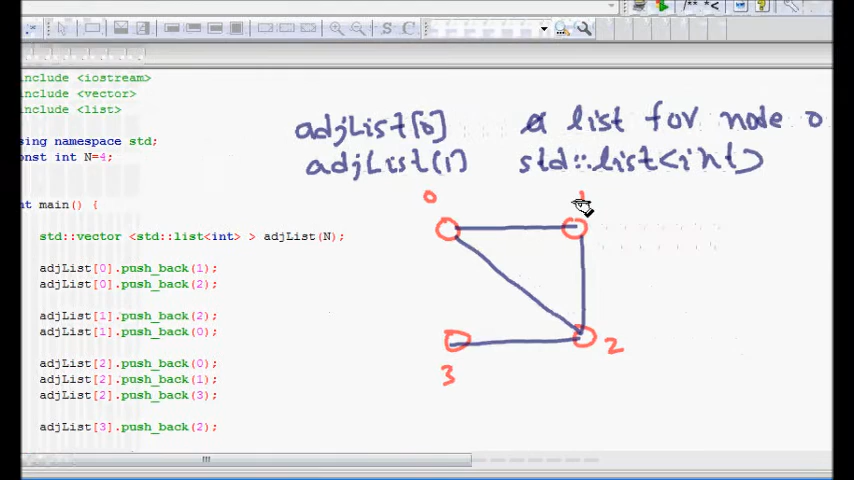 /** *<
S C
include <iostream>
include <vector>
include <list>
sing namespace std;
onst int N=4;
nt main() {
std::vector <std::list<int> > adjList(N);
adjList[0].push_back(1);
adjList[0].push_back(2);
adjList[1].push_back(2);
adjList[1].push_back(0);
adjList[2].push_back(0);
adjList[2].push_back(1);
adjList[2].push_back(3);
adjList[3].push_back(2);
adjList[0] a list for node 0
adjList(1) std::list<int>
0 1
2
3